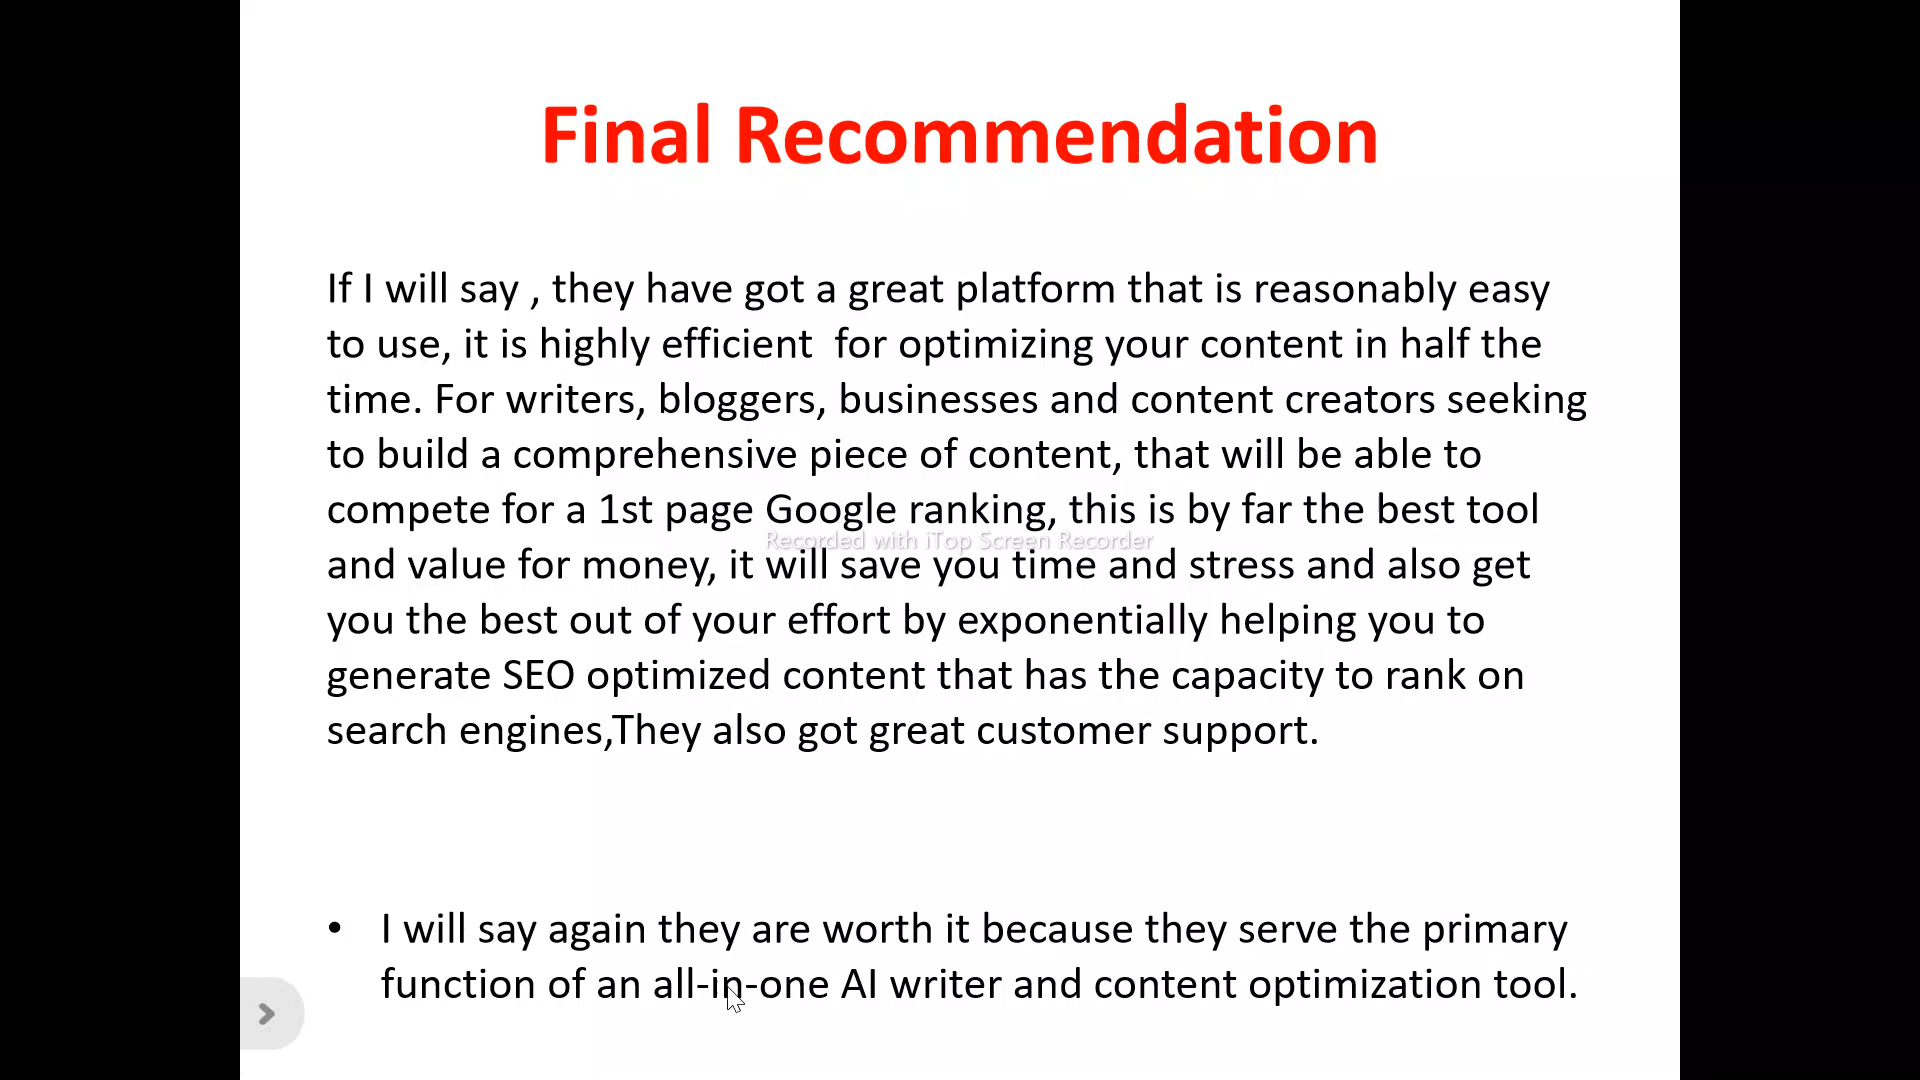 Final Recommendation
If I will say , they have got a great platform that is reasonably easy
to use, it is highly efficient  for optimizing your content in half the
time. For writers, bloggers, businesses and content creators seeking
to build a comprehensive piece of content, that will be able to
compete for a 1st page Google ranking, this is by far the best tool
Recorded with iTop Screen Recorder
and value for money, it will save you time and stress and also get
you the best out of your effort by exponentially helping you to
generate SEO optimized content that has the capacity to rank on
search engines,They also got great customer support.
• I will say again they are worth it because they serve the primary
function of an all-in-one AI writer and content optimization tool.